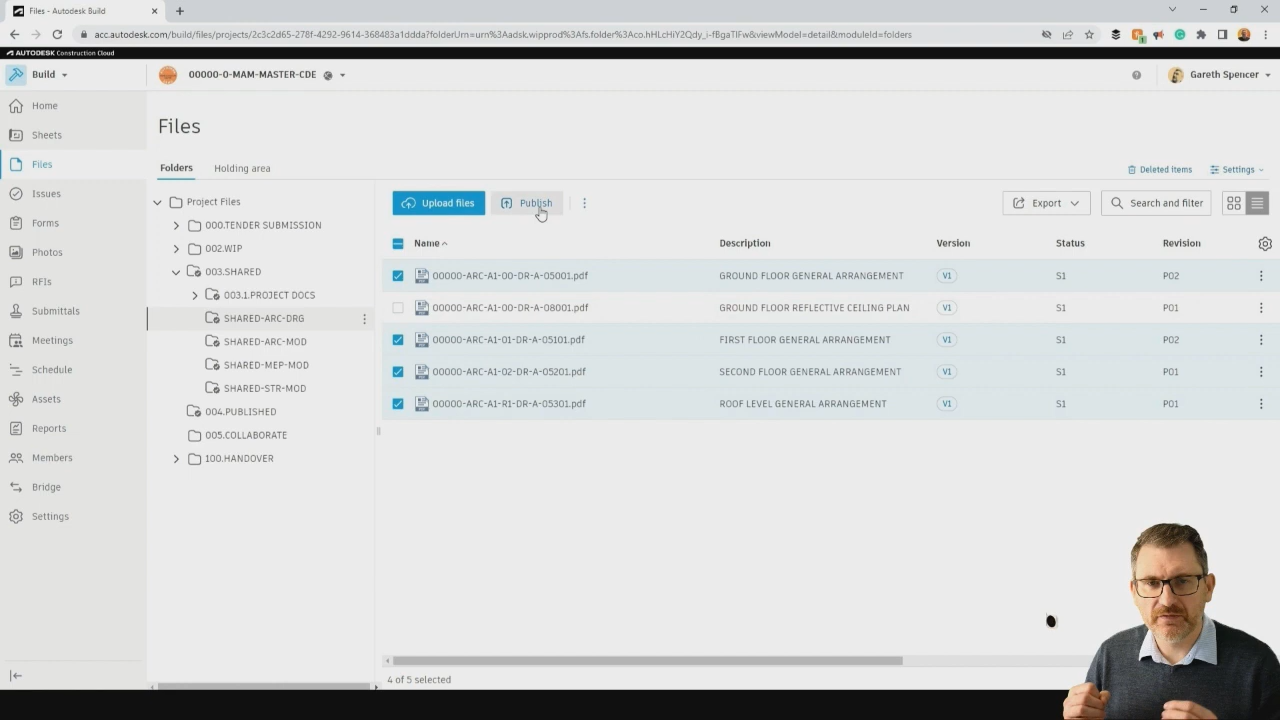 Files - Autodesk Build
acc.autodesk.com/build/files/projects/2c3c2d65-278f-4292-9614-368483a1ddda?folderUrn=urn%3Aadsk.wipprod%3Afs.folder%3Aco.hHLcHiY2Qdy_i-fBgaTlFw&viewModel=detail&moduleId=folders
AUTODESK Construction Cloud
Build
00000-0-MAM-MASTER-CDE
Gareth Spencer
Home
Sheets
Files
Issues
Forms
Photos
RFIs
Submittals
Meetings
Schedule
Assets
Reports
Members
Bridge
Settings
Files
Folders Holding area
Deleted items Settings
Project Files
000.TENDER SUBMISSION
002.WIP
003.SHARED
003.1.PROJECT DOCS
SHARED-ARC-DRG
SHARED-ARC-MOD
SHARED-MEP-MOD
SHARED-STR-MOD
004.PUBLISHED
005.COLLABORATE
100.HANDOVER
Upload files Publish Export Search and filter
Name Description Version Status Revision
00000-ARC-A1-00-DR-A-05001.pdf GROUND FLOOR GENERAL ARRANGEMENT V1 S1 P02
00000-ARC-A1-00-DR-A-08001.pdf GROUND FLOOR REFLECTIVE CEILING PLAN V1 S1 P01
00000-ARC-A1-01-DR-A-05101.pdf FIRST FLOOR GENERAL ARRANGEMENT V1 S1 P02
00000-ARC-A1-02-DR-A-05201.pdf SECOND FLOOR GENERAL ARRANGEMENT V1 S1 P01
00000-ARC-A1-R1-DR-A-05301.pdf ROOF LEVEL GENERAL ARRANGEMENT V1 S1 P01
4 of 5 selected